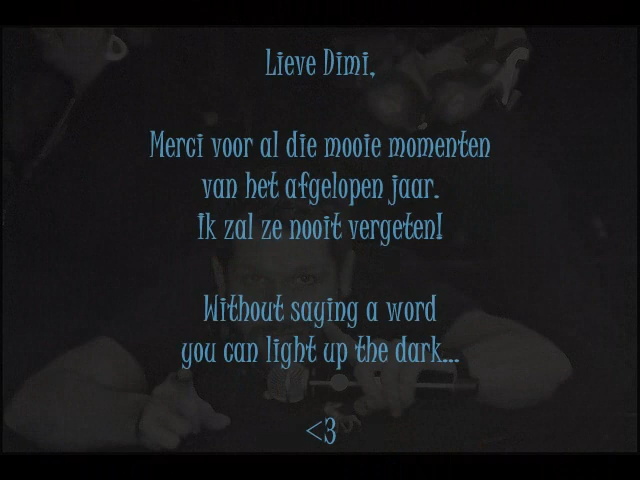 Lieve Dimi,
Merci voor al die mooie momenten
van het afgelopen jaar.
Ik zal ze nooit vergeten!
Without saying a word
you can light up the dark...
<3